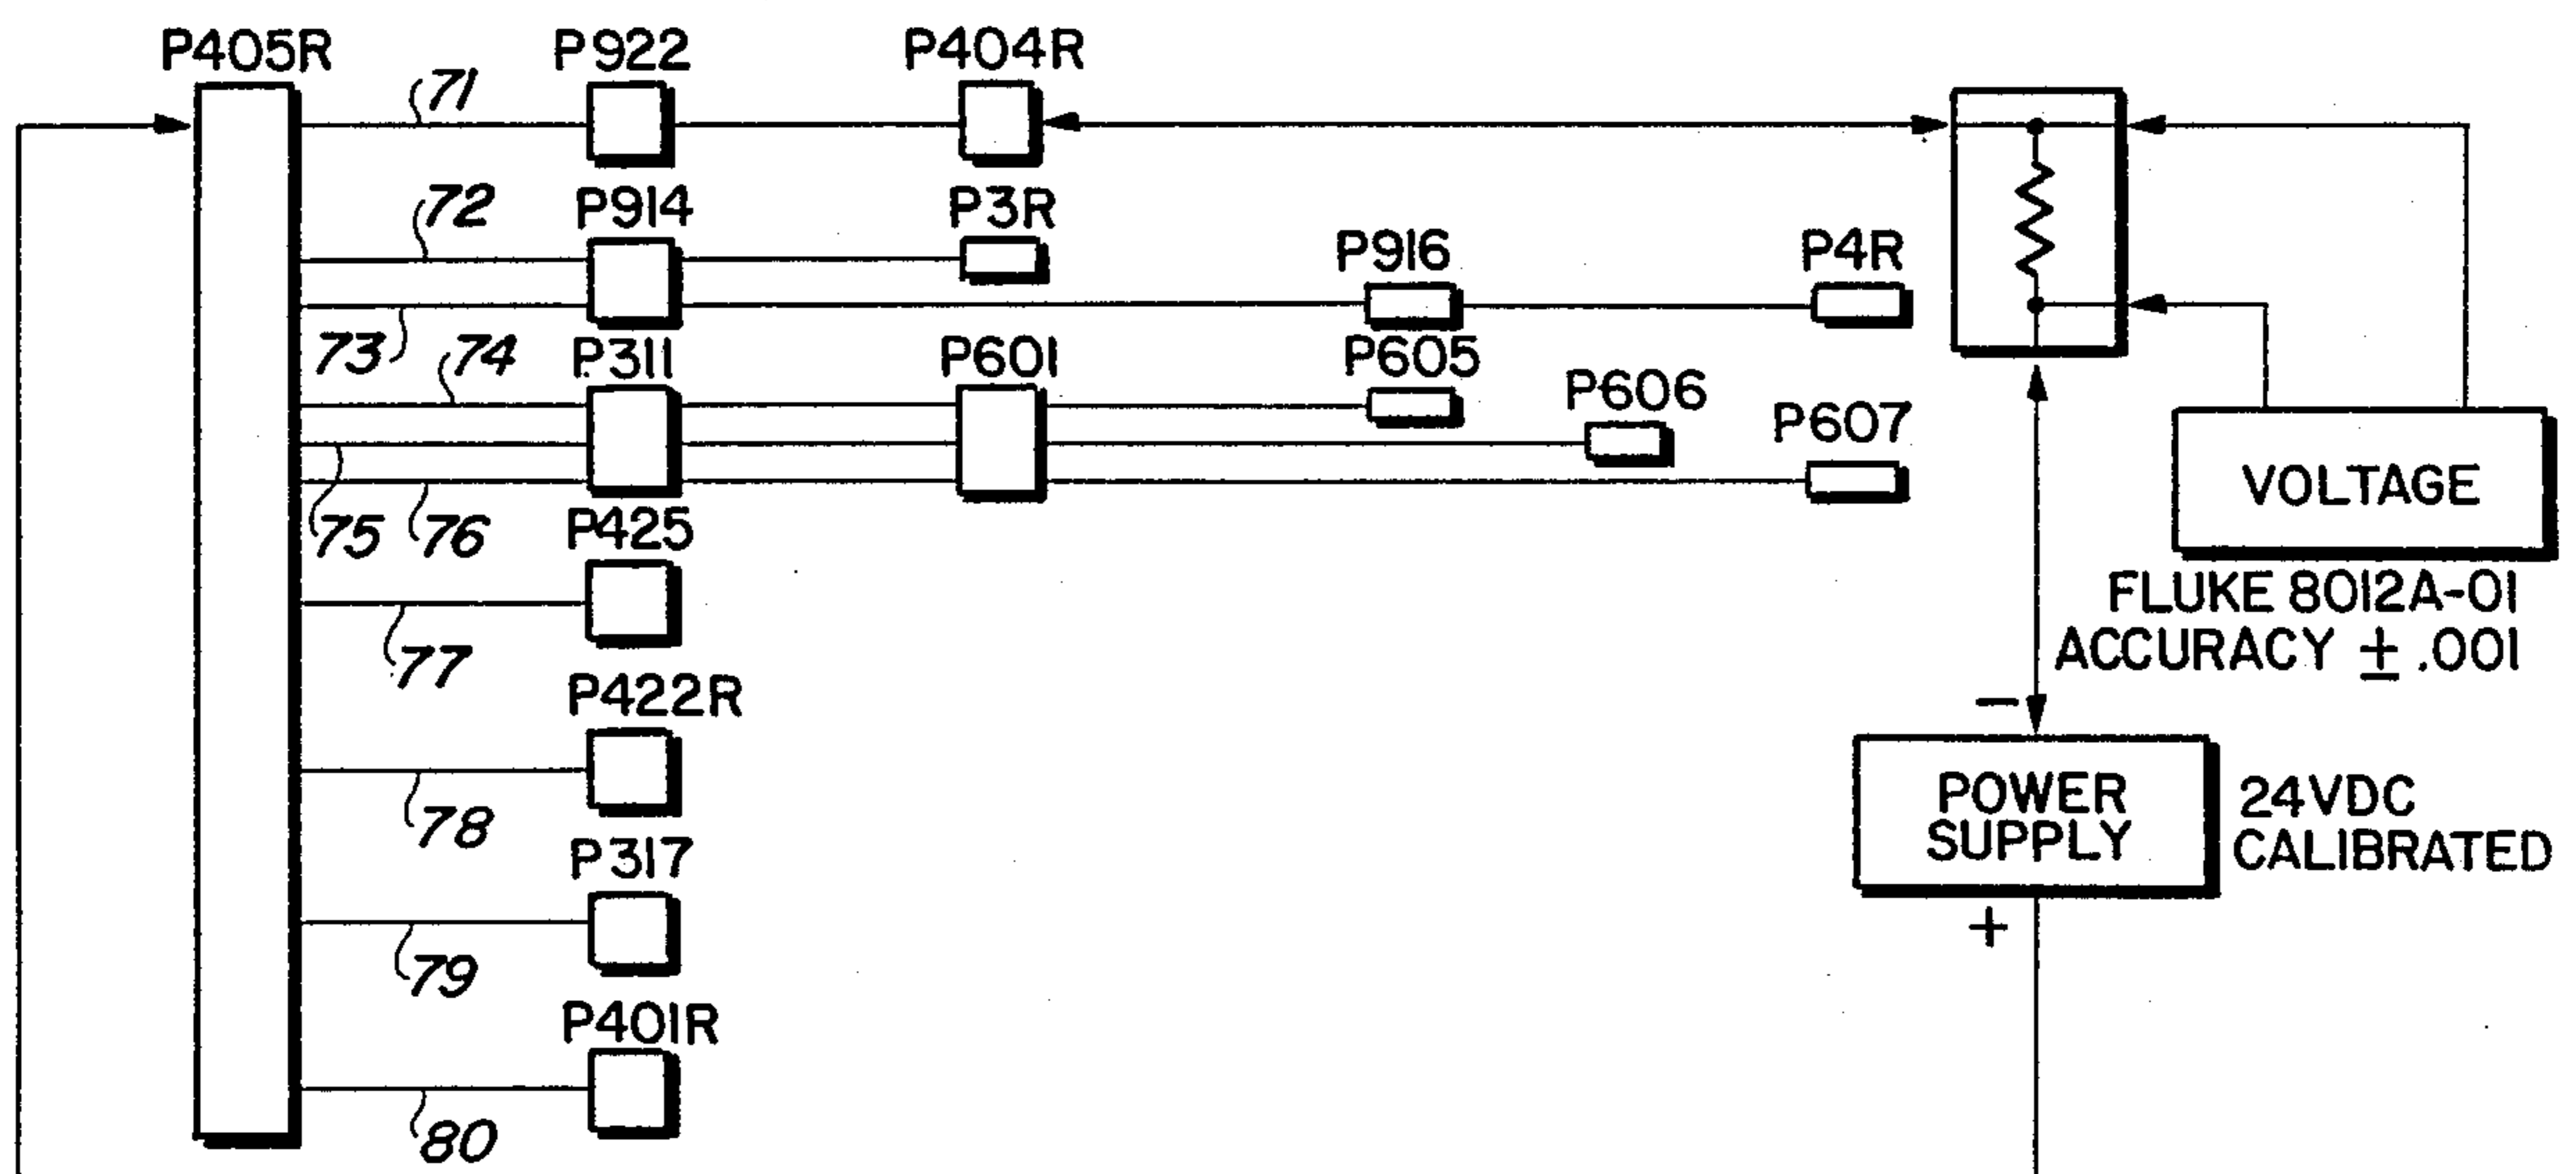 P405R
P922
P404R
71
72
P914
P3R
P916
P4R
73
74
P311
P601
P605
P606
P607
VOLTAGE
75
76
P425
FLUKE 8012A-01
ACCURACY ± .001
77
P422R
−
POWER
SUPPLY
24VDC
CALIBRATED
78
P317
+
79
P401R
80